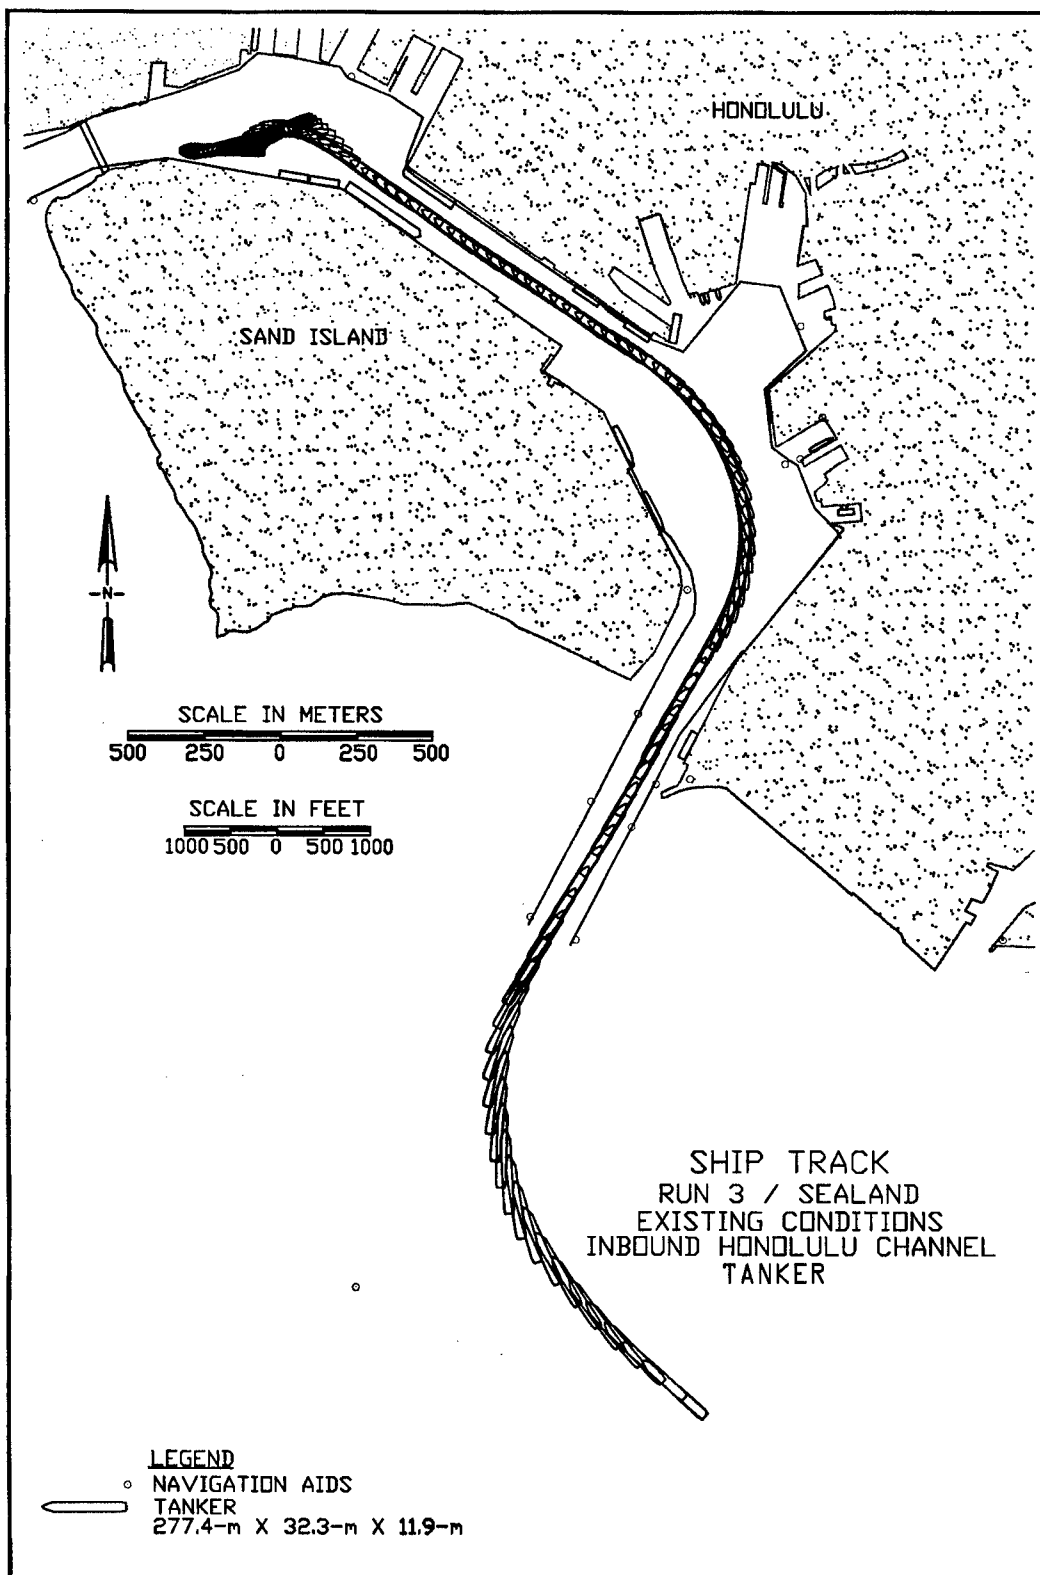 HONOLULU
SAND ISLAND
-N-
SCALE IN METERS
500 250 0 250 500
SCALE IN FEET
1000 500 0 500 1000
SHIP TRACK
RUN 3 / SEALAND
EXISTING CONDITIONS
INBOUND HONOLULU CHANNEL
TANKER
LEGEND
NAVIGATION AIDS
TANKER
277.4-m X 32.3-m X 11.9-m